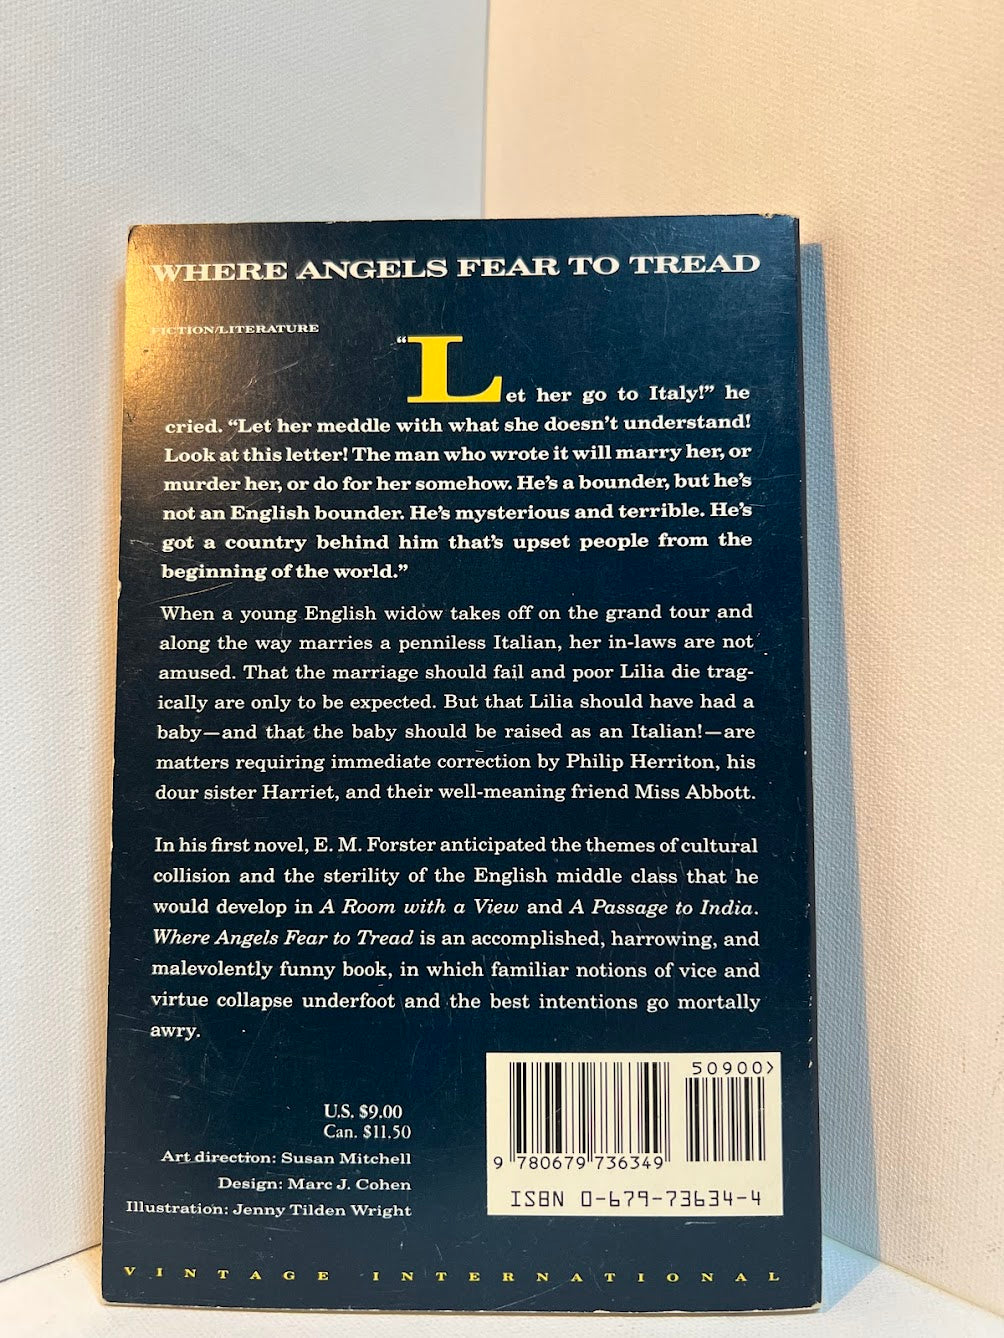 WHERE ANGELS FEAR TO TREAD
FICTION/LITERATURE
“Let her go to Italy!” he
cried. “Let her meddle with what she doesn’t understand!
Look at this letter! The man who wrote it will marry her, or
murder her, or do for her somehow. He’s a bounder, but he’s
not an English bounder. He’s mysterious and terrible. He’s
got a country behind him that’s upset people from the
beginning of the world.”
When a young English widow takes off on the grand tour and
along the way marries a penniless Italian, her in-laws are not
amused. That the marriage should fail and poor Lilia die trag-
ically are only to be expected. But that Lilia should have had a
baby—and that the baby should be raised as an Italian!—are
matters requiring immediate correction by Philip Herriton, his
dour sister Harriet, and their well-meaning friend Miss Abbott.
In his first novel, E. M. Forster anticipated the themes of cultural
collision and the sterility of the English middle class that he
would develop in A Room with a View and A Passage to India.
Where Angels Fear to Tread is an accomplished, harrowing, and
malevolently funny book, in which familiar notions of vice and
virtue collapse underfoot and the best intentions go mortally
awry.
U.S. $9.00
Can. $11.50
Art direction: Susan Mitchell
Design: Marc J. Cohen
Illustration: Jenny Tilden Wright
50900>
9 780679 736349
ISBN 0-679-73634-4
VINTAGE INTERNATIONAL